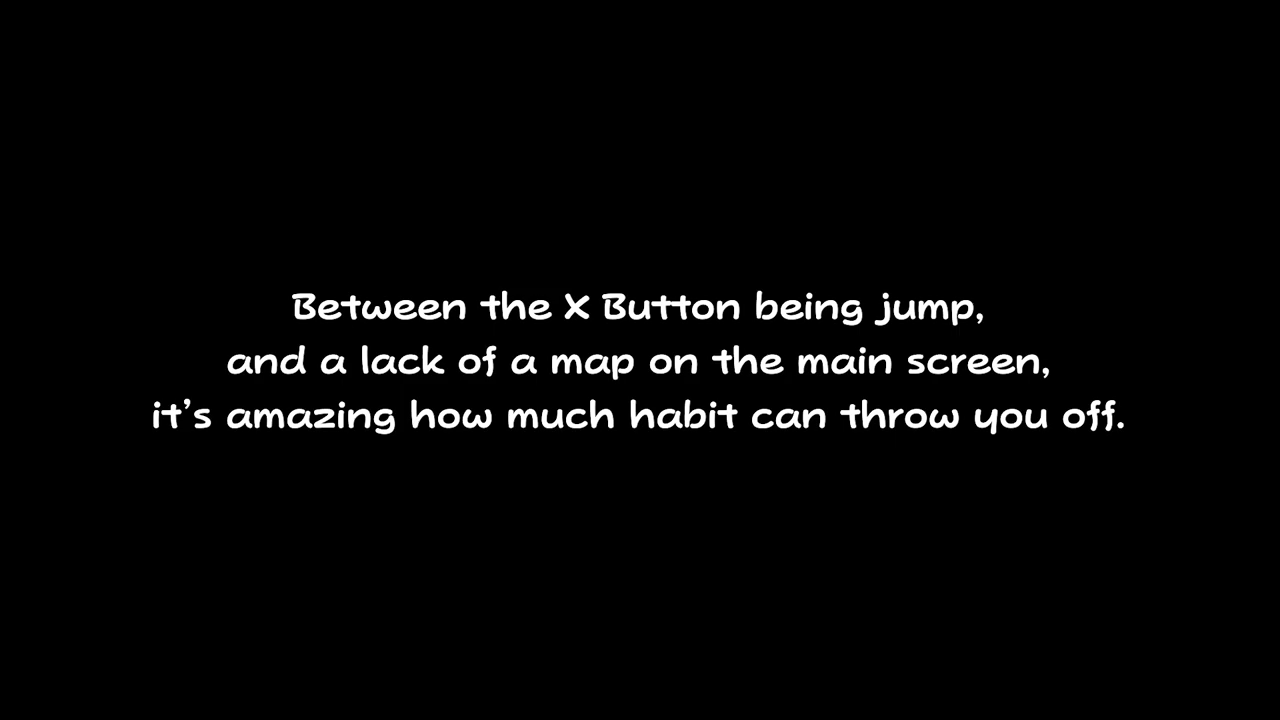 Between the X Button being jump,
and a lack of a map on the main screen,
it's amazing how much habit can throw you off.